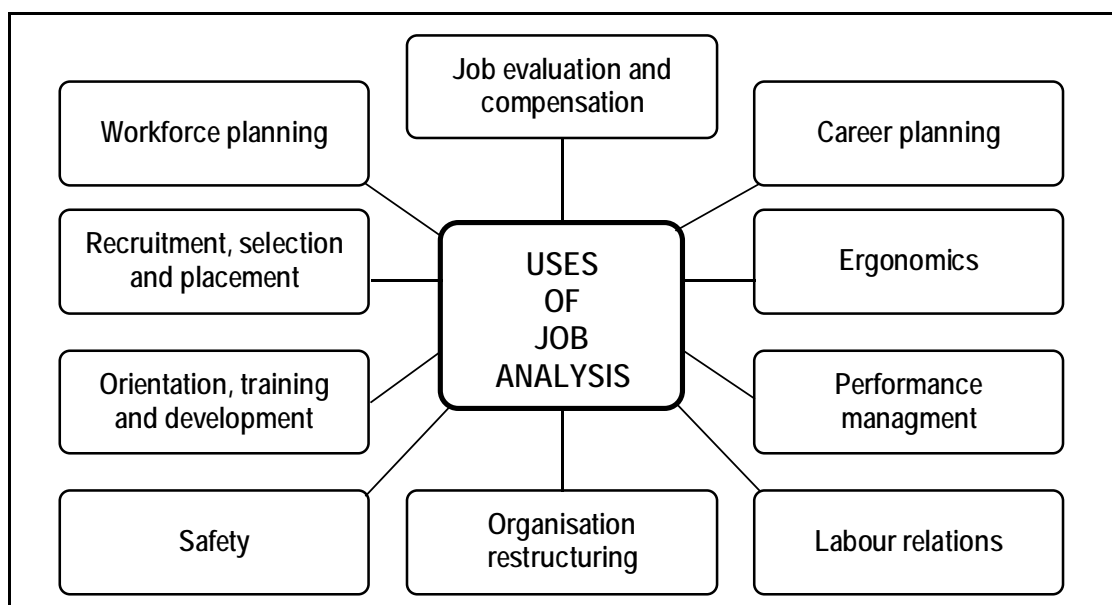 Job evaluation and
compensation
Workforce planning
Career planning
Recruitment, selection
and placement
USES
OF
JOB
ANALYSIS
Ergonomics
Orientation, training
and development
Performance
managment
Safety
Organisation
restructuring
Labour relations